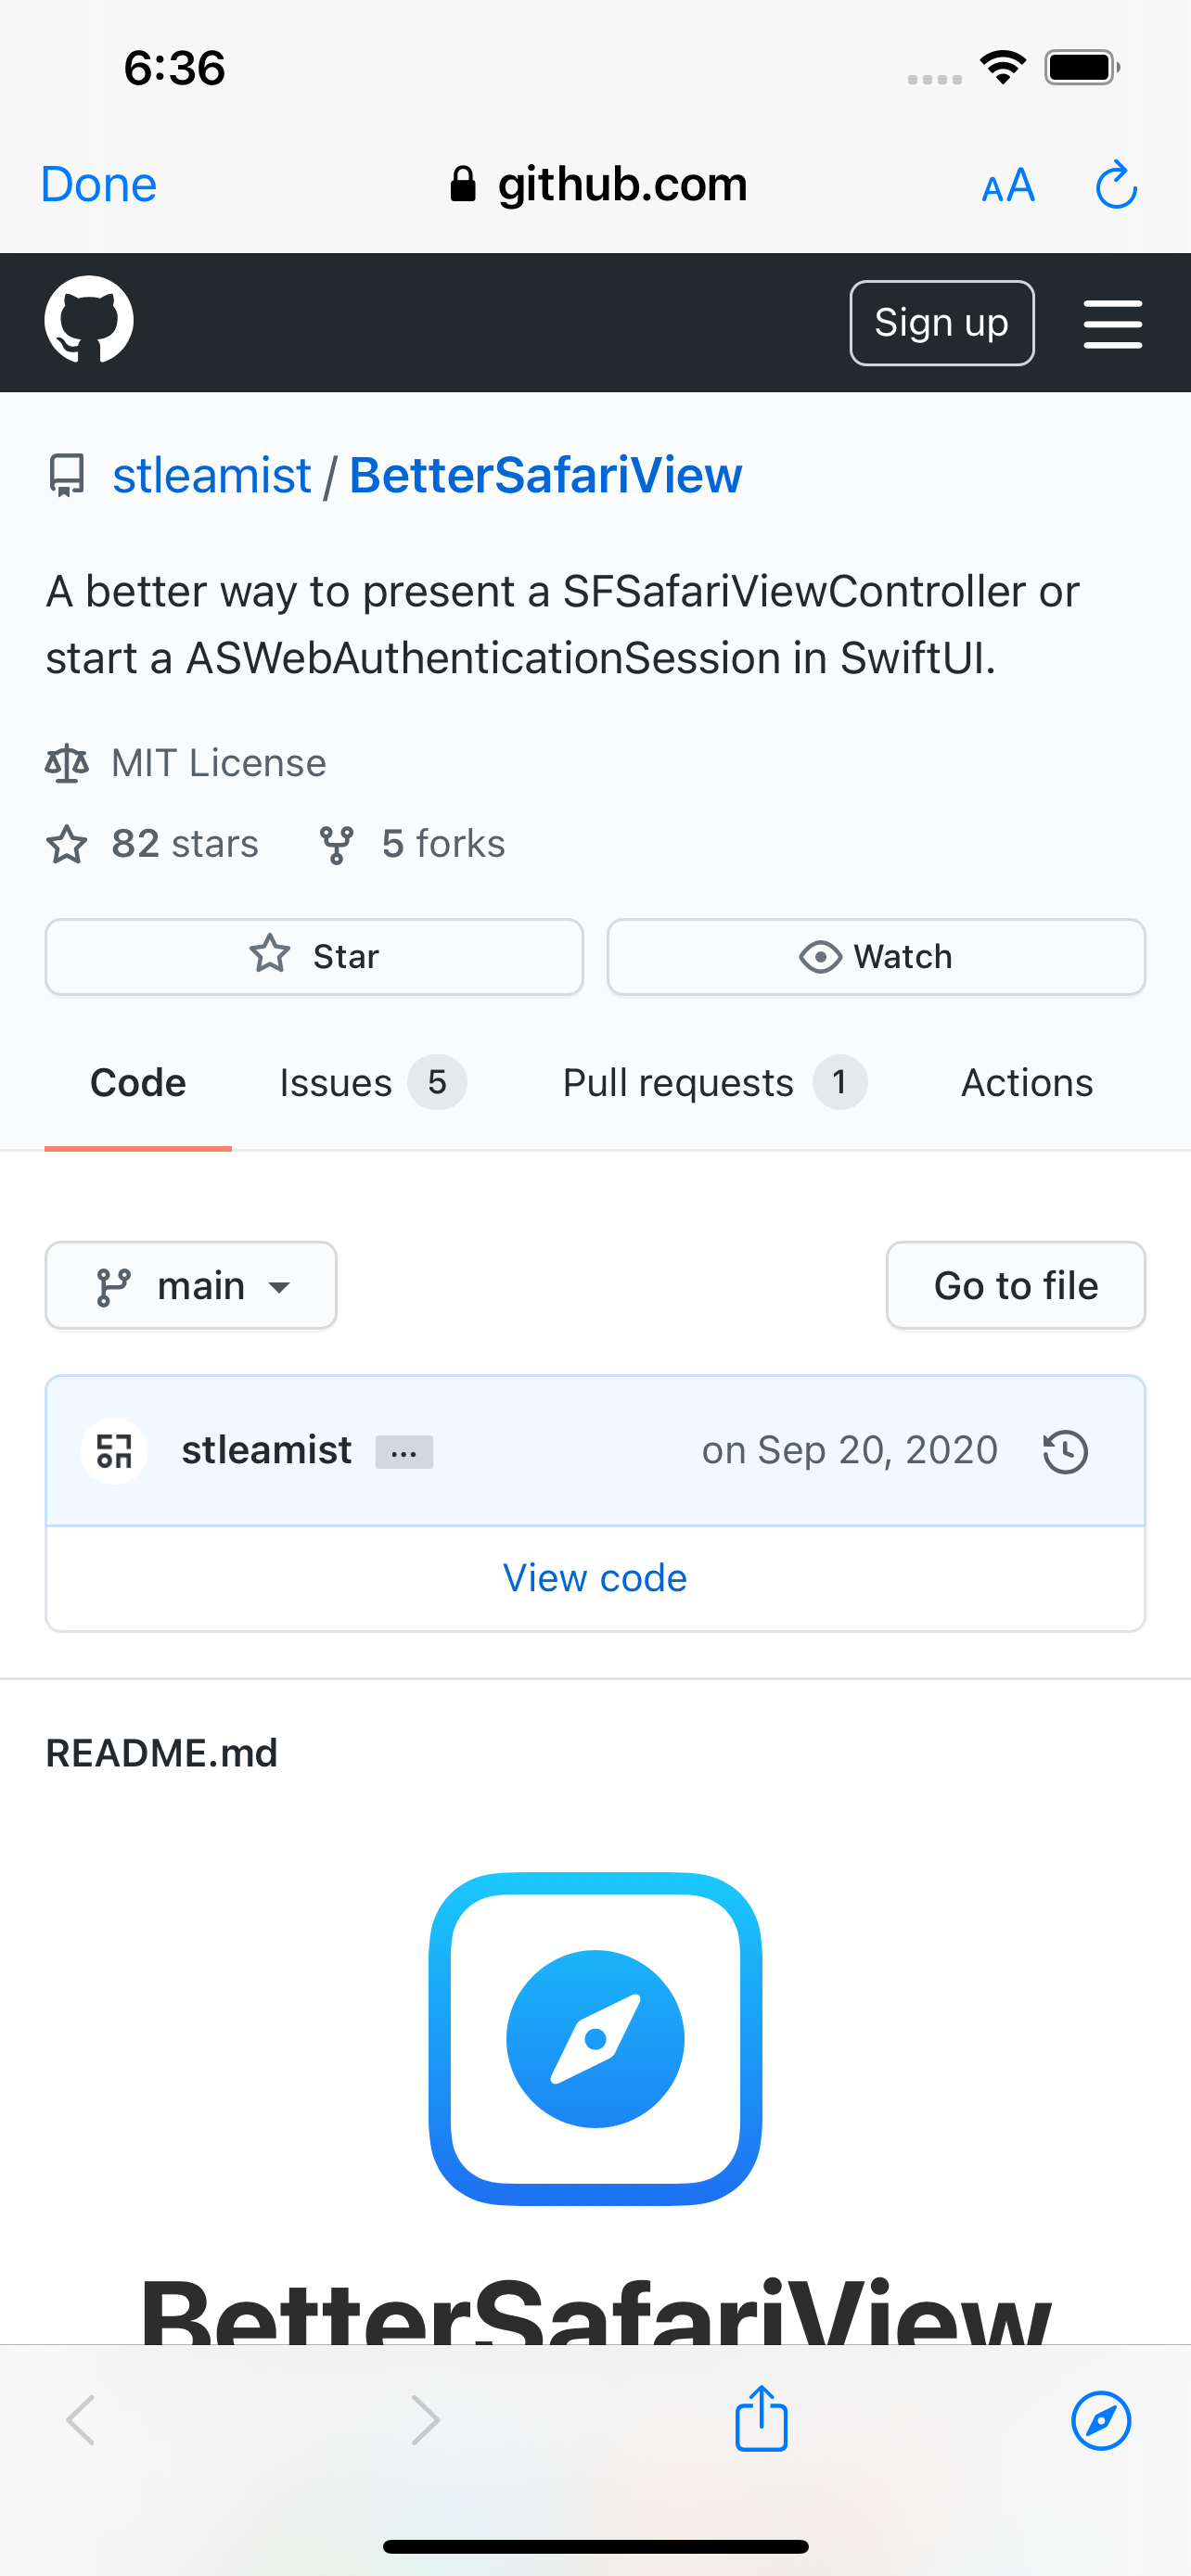 6:36
Done
github.com
AA
Sign up
stleamist / BetterSafariView
A better way to present a SFSafariViewController or
start a ASWebAuthenticationSession in SwiftUI.
MIT License
82 stars 5 forks
Star
Watch
Code Issues 5 Pull requests 1 Actions
main
Go to file
stleamist ... on Sep 20, 2020
View code
README.md
BetterSafariView